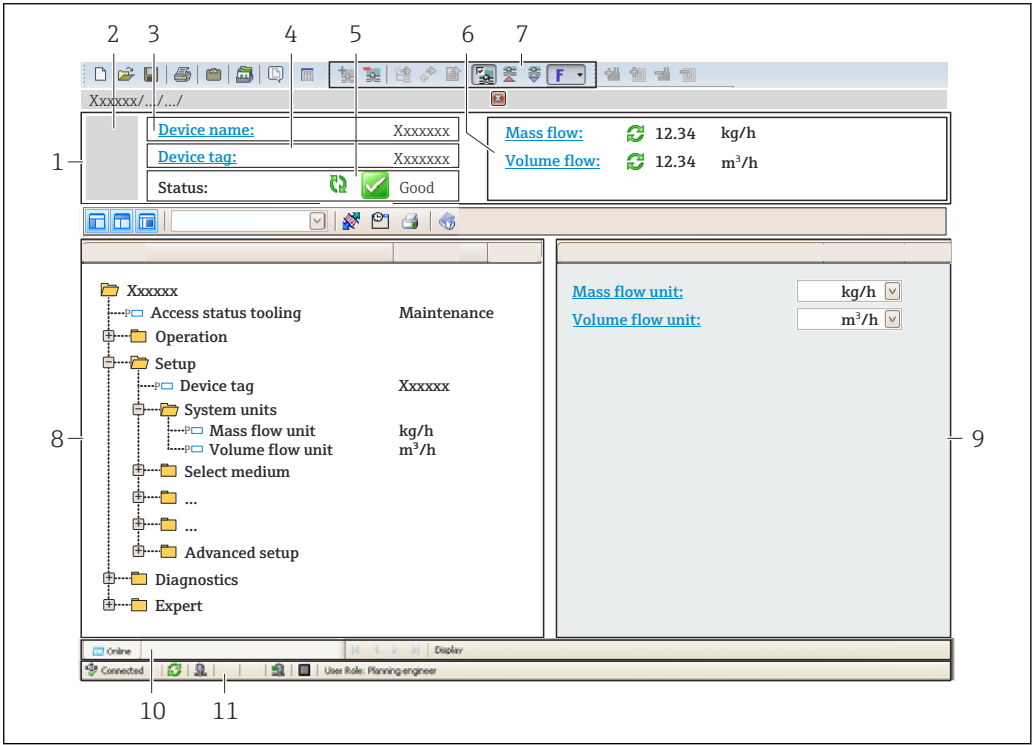 2 3 4 5 6 7
F
Xxxxxx/.../.../
1
Device name: Xxxxxxx
Device tag: Xxxxxxx
Status: Good
Mass flow: 12.34 kg/h
Volume flow: 12.34 m³/h
Xxxxxx
P Access status tooling Maintenance
Operation
Setup
P Device tag Xxxxxx
System units
P Mass flow unit kg/h
P Volume flow unit m³/h
Select medium
...
...
Advanced setup
Diagnostics
Expert
8
Mass flow unit: kg/h
Volume flow unit: m³/h
9
Online Display
Connected User Role: Planning engineer
10 11